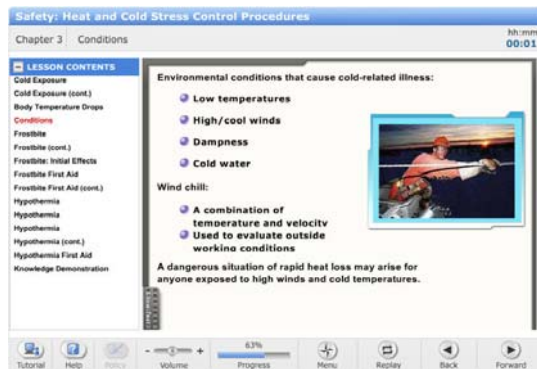 Safety: Heat and Cold Stress Control Procedures
Chapter 3 Conditions
hh:mm
00:01
LESSON CONTENTS
Cold Exposure
Cold Exposure (cont.)
Body Temperature Drops
Conditions
Frostbite
Frostbite (cont.)
Frostbite: Initial Effects
Frostbite First Aid
Frostbite First Aid (cont.)
Hypothermia
Hypothermia
Hypothermia
Hypothermia (cont.)
Hypothermia First Aid
Knowledge Demonstration
Environmental conditions that cause cold-related illness:
Low temperatures
High/cool winds
Dampness
Cold water
Wind chill:
A combination of
temperature and velocity
Used to evaluate outside
working conditions
A dangerous situation of rapid heat loss may arise for
anyone exposed to high winds and cold temperatures.
63%
Tutorial Help Policy - Volume + Progress Menu Replay Back Forward